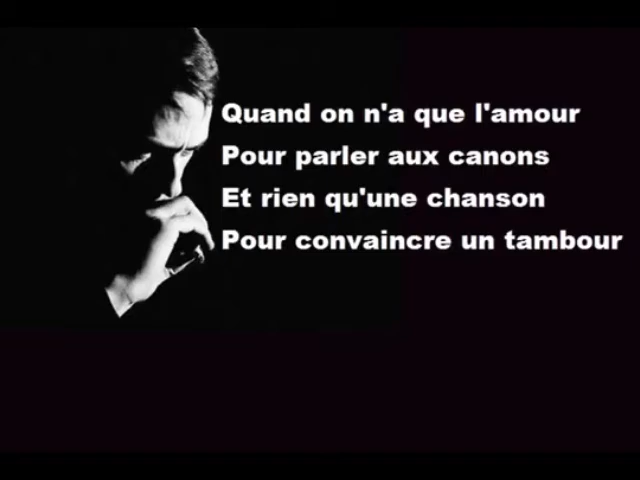 Quand on n'a que l'amour
Pour parler aux canons
Et rien qu'une chanson
Pour convaincre un tambour